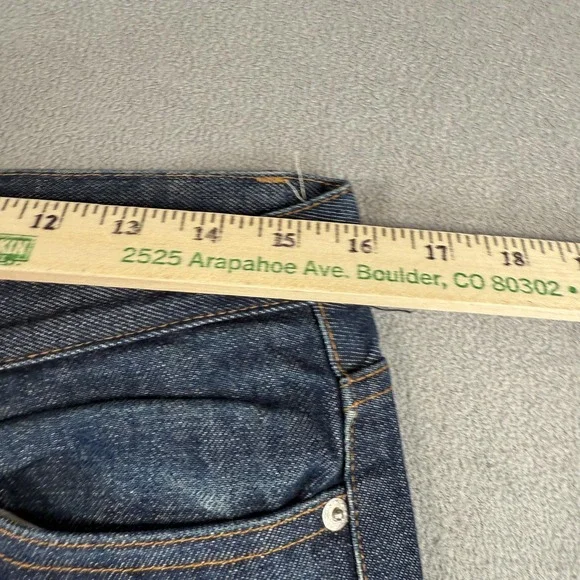 12 13 14 15 16 17 18
2525 Arapahoe Ave. Boulder, CO 80302 •